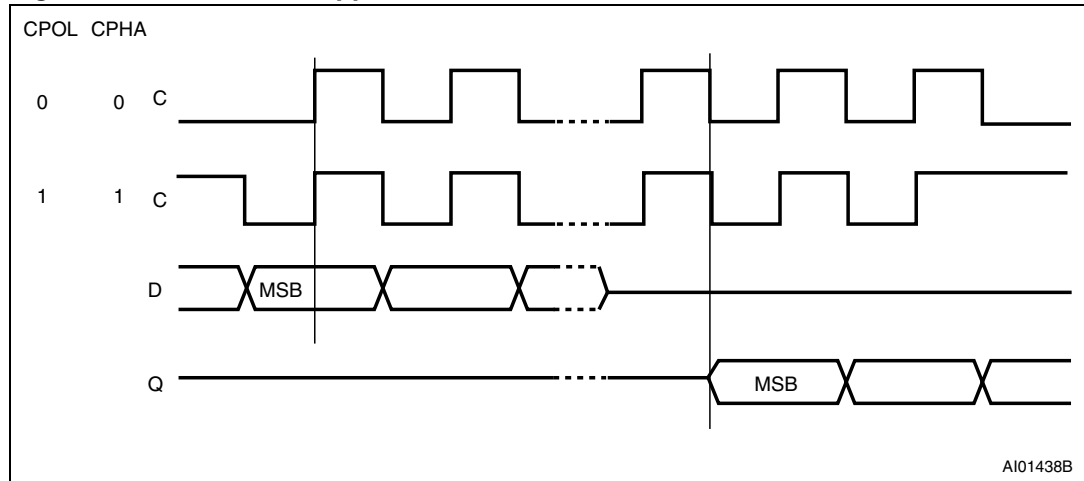 CPOL CPHA
0 0 C
1 1 C
D MSB
Q MSB
AI01438B